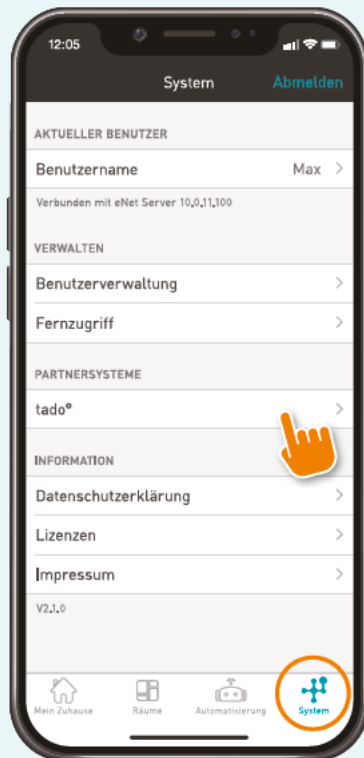 12:05
System
Abmelden
AKTUELLER BENUTZER
Benutzername
Max
Verbunden mit eNet Server 10.0.11.100
VERWALTEN
Benutzerverwaltung
Fernzugriff
PARTNERSYSTEME
tado°
INFORMATION
Datenschutzerklärung
Lizenzen
Impressum
V2.1.0
Mein Zuhause
Räume
Automatisierung
System